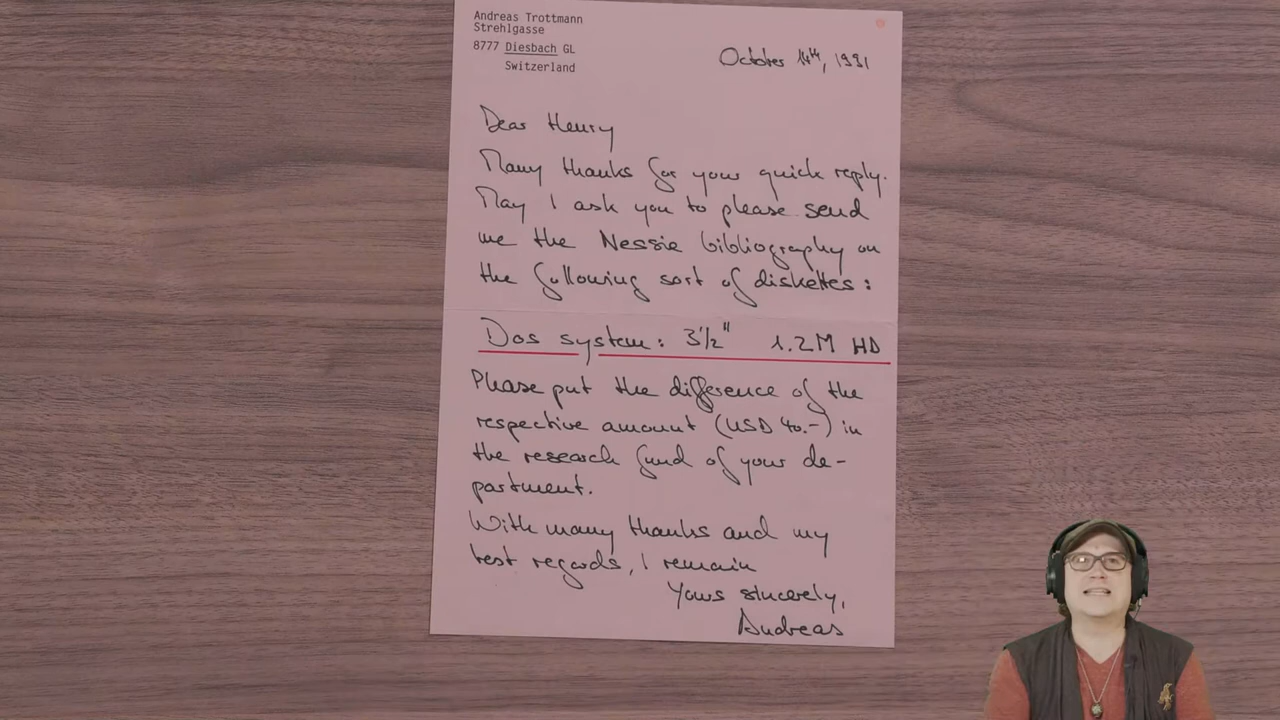 Andreas Trottmann
Strehlgasse
8777 Diesbach GL
Switzerland
October 14th, 1991
Dear Henry
Many thanks for your quick reply.
May I ask you to please send
me the Nessie bibliography on
the following sort of diskettes:
Dos system: 3 1/2" 1.2M HD
Please put the difference of the
respective amount (USD 40.-) in
the research fund of your de-
partment.
With many thanks and my
best regards, I remain
Yours sincerely,
Andreas